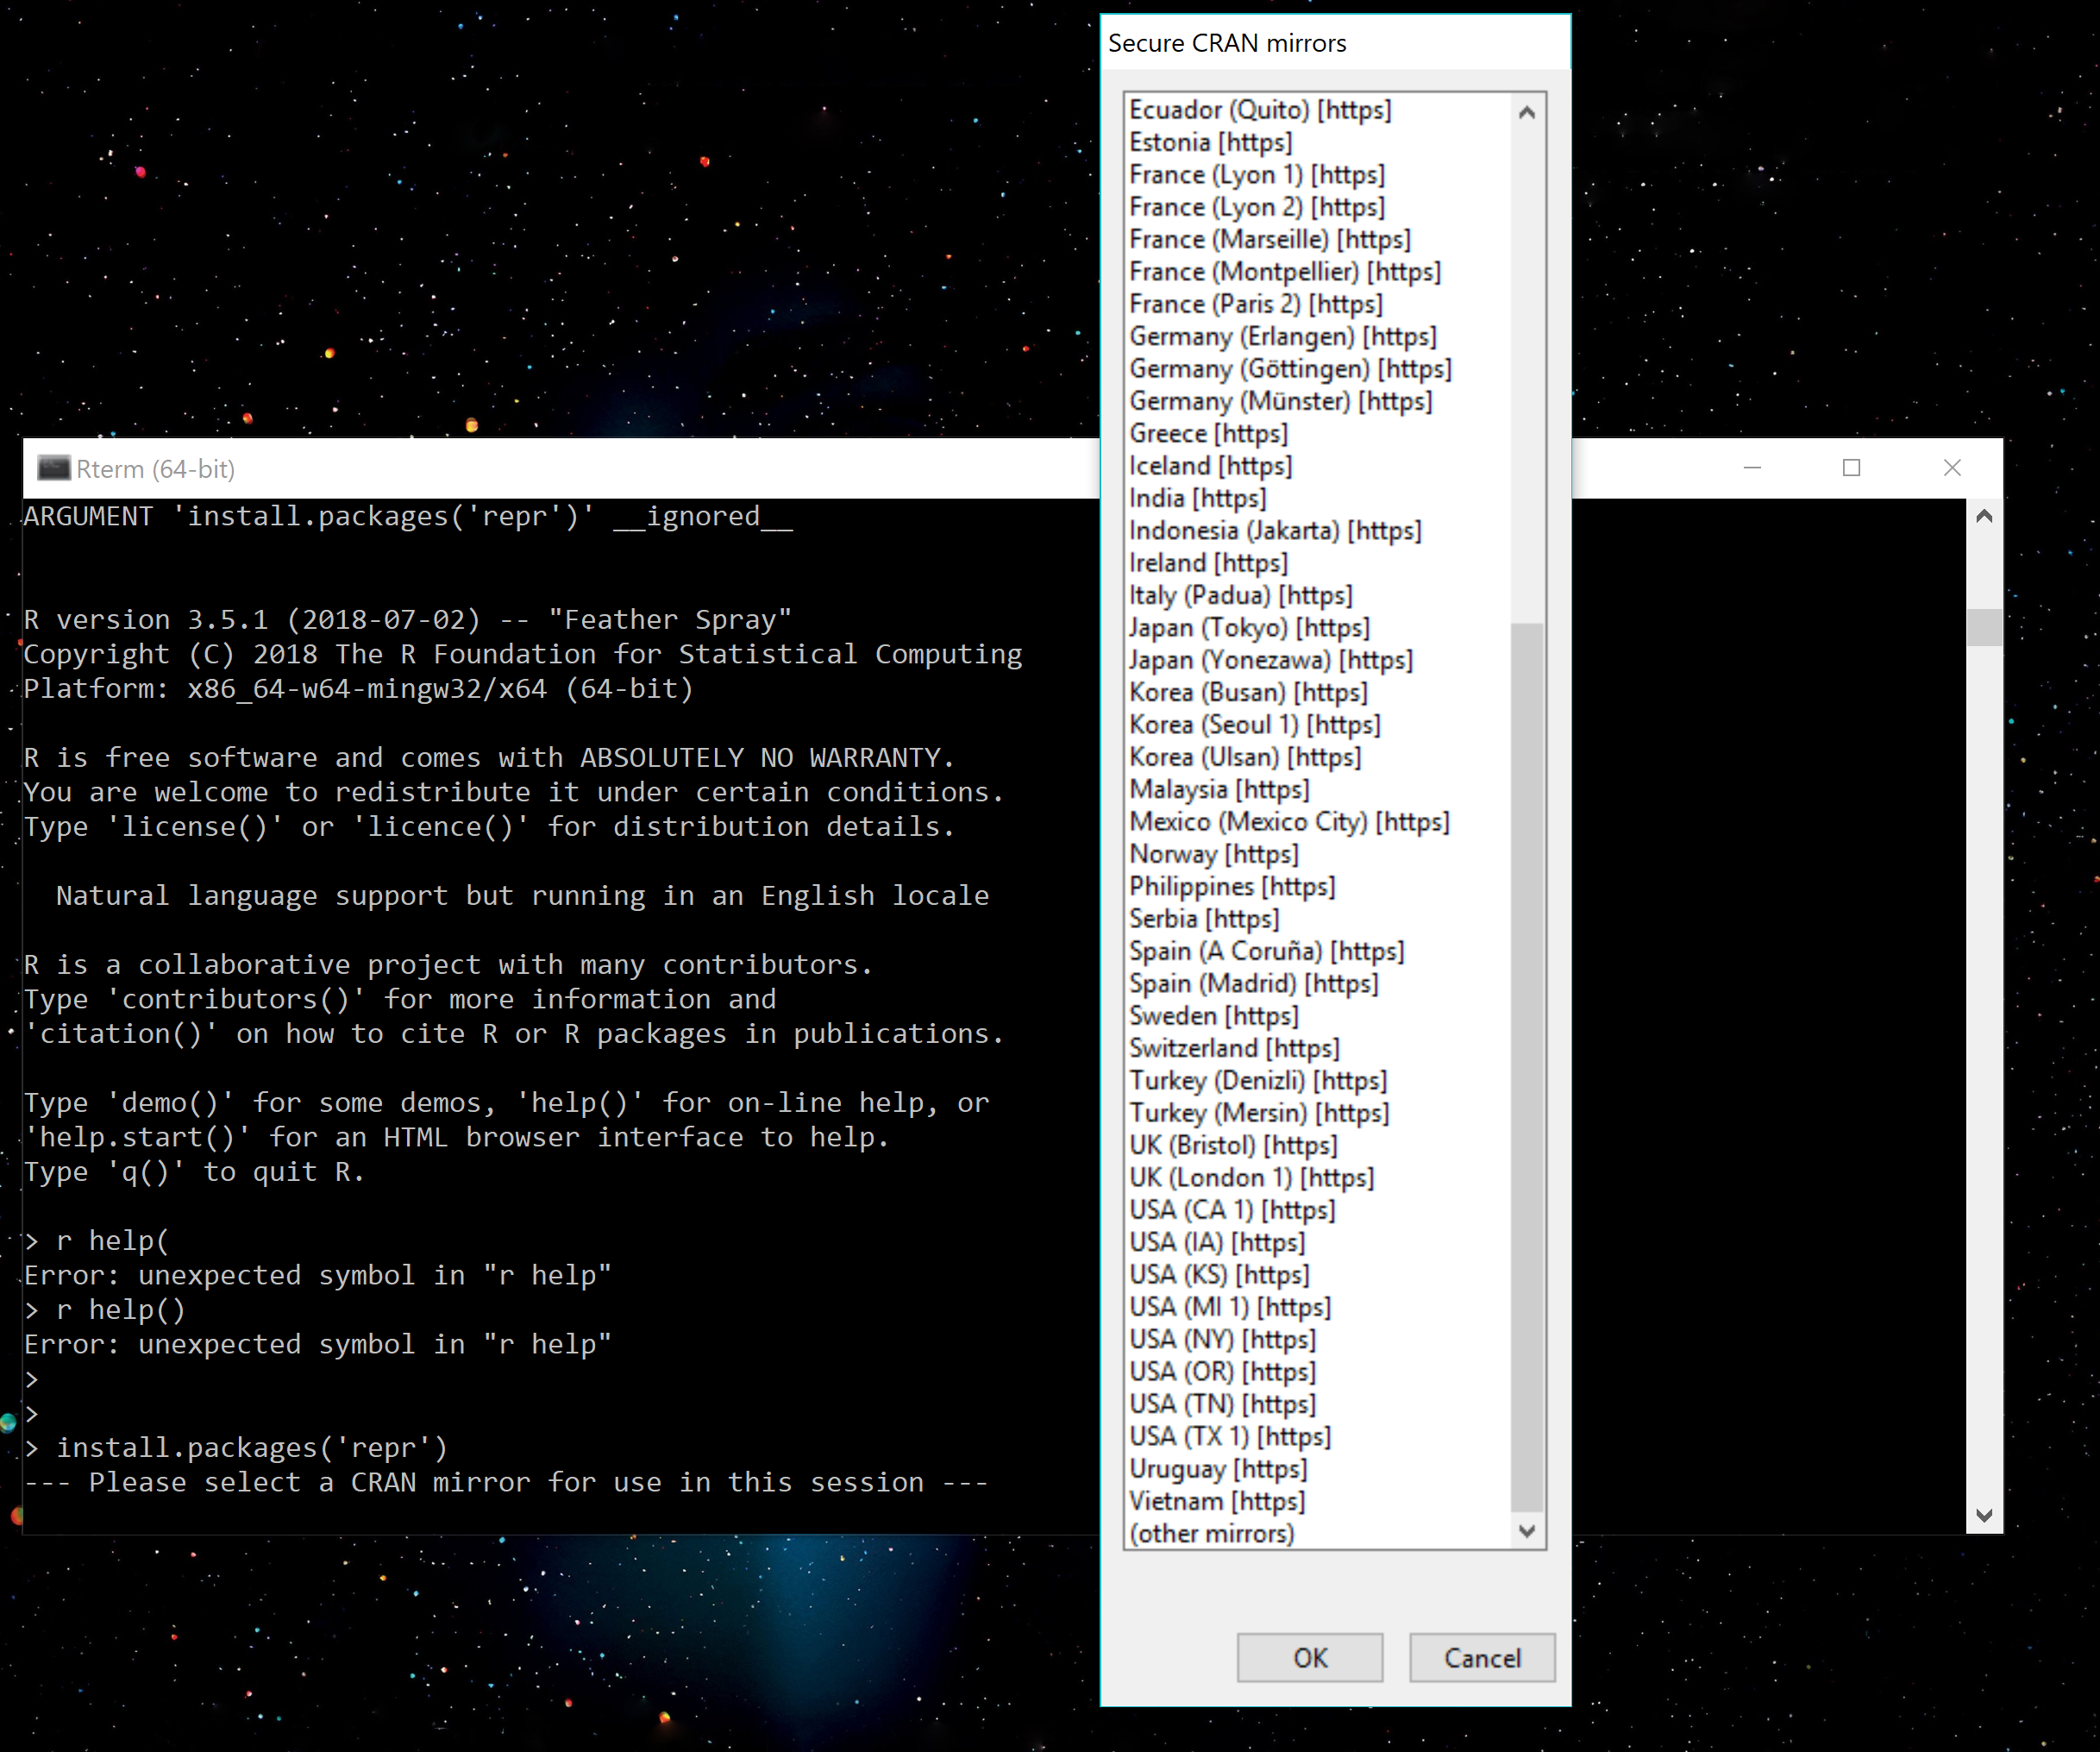 Secure CRAN mirrors
Ecuador (Quito) [https]
Estonia [https]
France (Lyon 1) [https]
France (Lyon 2) [https]
France (Marseille) [https]
France (Montpellier) [https]
France (Paris 2) [https]
Germany (Erlangen) [https]
Germany (Göttingen) [https]
Germany (Münster) [https]
Greece [https]
Iceland [https]
India [https]
Indonesia (Jakarta) [https]
Ireland [https]
Italy (Padua) [https]
Japan (Tokyo) [https]
Japan (Yonezawa) [https]
Korea (Busan) [https]
Korea (Seoul 1) [https]
Korea (Ulsan) [https]
Malaysia [https]
Mexico (Mexico City) [https]
Norway [https]
Philippines [https]
Serbia [https]
Spain (A Coruña) [https]
Spain (Madrid) [https]
Sweden [https]
Switzerland [https]
Turkey (Denizli) [https]
Turkey (Mersin) [https]
UK (Bristol) [https]
UK (London 1) [https]
USA (CA 1) [https]
USA (IA) [https]
USA (KS) [https]
USA (MI 1) [https]
USA (NY) [https]
USA (OR) [https]
USA (TN) [https]
USA (TX 1) [https]
Uruguay [https]
Vietnam [https]
(other mirrors)
OK
Cancel
Rterm (64-bit)
ARGUMENT 'install.packages('repr')' __ignored__
R version 3.5.1 (2018-07-02) -- "Feather Spray"
Copyright (C) 2018 The R Foundation for Statistical Computing
Platform: x86_64-w64-mingw32/x64 (64-bit)
R is free software and comes with ABSOLUTELY NO WARRANTY.
You are welcome to redistribute it under certain conditions.
Type 'license()' or 'licence()' for distribution details.
Natural language support but running in an English locale
R is a collaborative project with many contributors.
Type 'contributors()' for more information and
'citation()' on how to cite R or R packages in publications.
Type 'demo()' for some demos, 'help()' for on-line help, or
'help.start()' for an HTML browser interface to help.
Type 'q()' to quit R.
> r help(
Error: unexpected symbol in "r help"
> r help()
Error: unexpected symbol in "r help"
>
>
> install.packages('repr')
--- Please select a CRAN mirror for use in this session ---